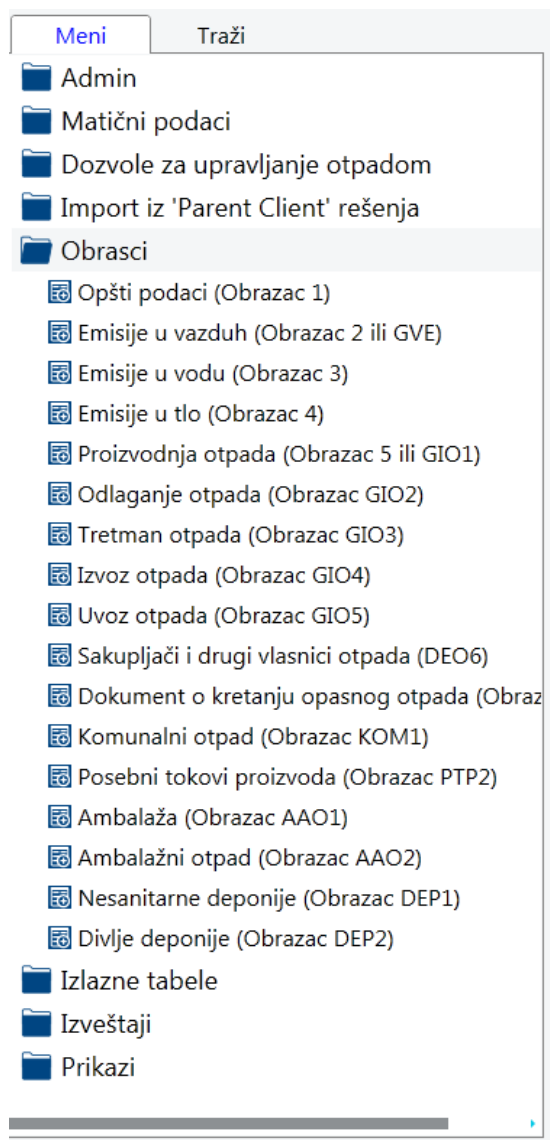 Meni Traži
Admin
Matični podaci
Dozvole za upravljanje otpadom
Import iz 'Parent Client' rešenja
Obrasci
Opšti podaci (Obrazac 1)
Emisije u vazduh (Obrazac 2 ili GVE)
Emisije u vodu (Obrazac 3)
Emisije u tlo (Obrazac 4)
Proizvodnja otpada (Obrazac 5 ili GIO1)
Odlaganje otpada (Obrazac GIO2)
Tretman otpada (Obrazac GIO3)
Izvoz otpada (Obrazac GIO4)
Uvoz otpada (Obrazac GIO5)
Sakupljači i drugi vlasnici otpada (DEO6)
Dokument o kretanju opasnog otpada (Obraz
Komunalni otpad (Obrazac KOM1)
Posebni tokovi proizvoda (Obrazac PTP2)
Ambalaža (Obrazac AAO1)
Ambalažni otpad (Obrazac AAO2)
Nesanitarne deponije (Obrazac DEP1)
Divlje deponije (Obrazac DEP2)
Izlazne tabele
Izveštaji
Prikazi